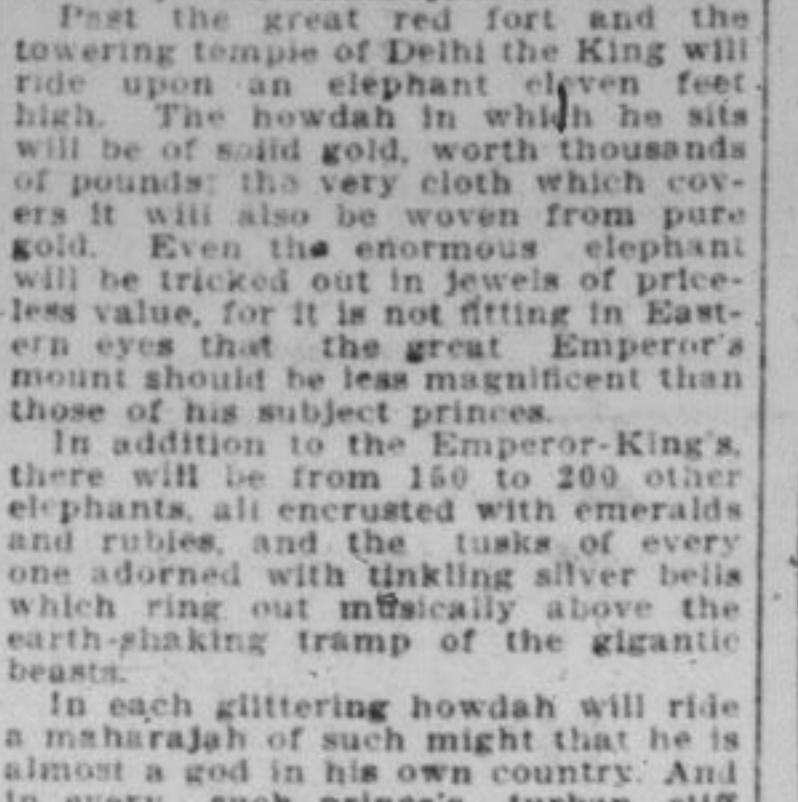 Past the great red fort and the
towering temple of Delhi the King will
ride upon an elephant eleven feet
high. The howdah in which he sits
will be of solid gold, worth thousands
of pounds; the very cloth which cov-
ers it will also be woven from pure
gold. Even the enormous elephant
will be tricked out in jewels of price-
less value, for it is not fitting in East-
ern eyes that the great Emperor's
mount should be less magnificent than
those of his subject princes.
In addition to the Emperor-King's,
there will be from 150 to 200 other
elephants, all encrusted with emeralds
and rubies, and the tusks of every
one adorned with tinkling silver bells
which ring out musically above the
earth-shaking tramp of the gigantic
beasts.
In each glittering howdah will ride
a maharajah of such might that he is
almost a god in his own country. And
in every such prince's turban stiff